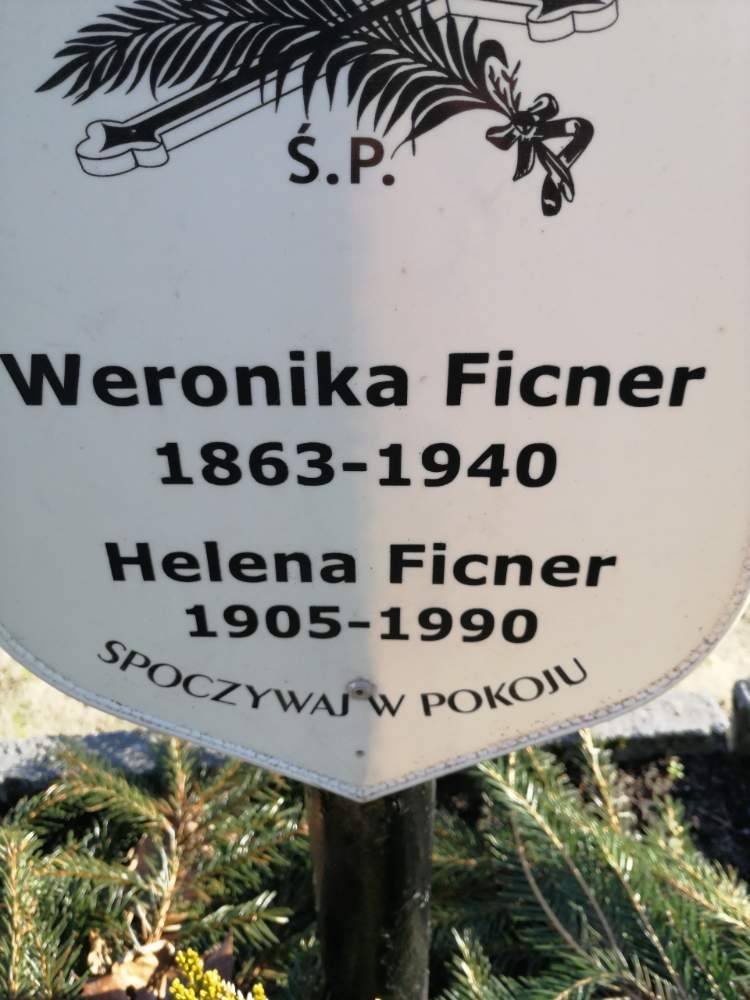 Ś.P.
Weronika Ficner
1863-1940
Helena Ficner
1905-1990
SPOCZYWAJ W POKOJU